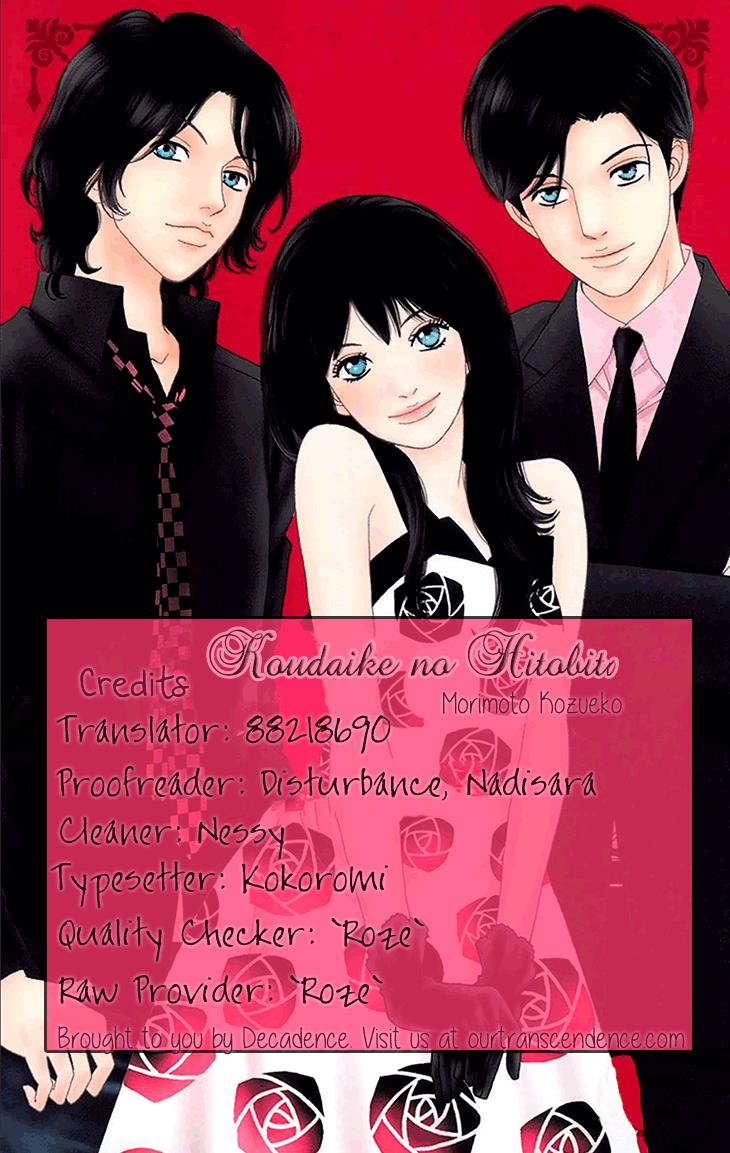 Koudaike no Hitobito
Credits
Morimoto Kozueko
Translator: 88218690
Proofreader: Disturbance, Nadisara
Cleaner: Nessy
Typesetter: Kokoromi
Quality Checker: `Roze`
Raw Provider: `Roze`
Brought to you by Decadence. Visit us at ourtranscendence.com